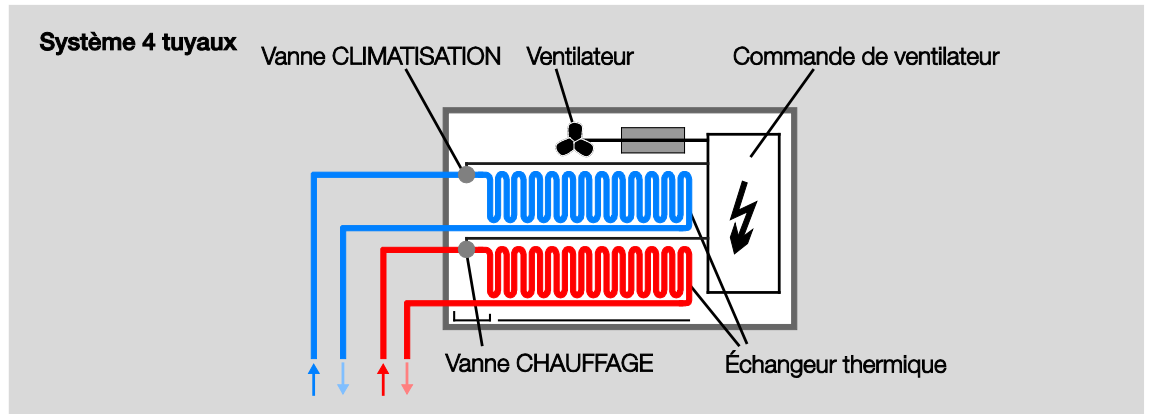 Système 4 tuyaux
Vanne CLIMATISATION
Ventilateur
Commande de ventilateur
Vanne CHAUFFAGE
Échangeur thermique